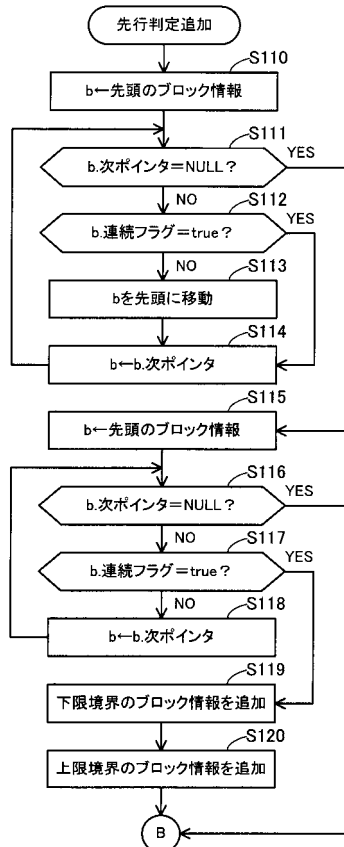 先行判定追加
S110
b←先頭のブロック情報
S111
b.次ポインタ=NULL?
YES
NO
S112
b.連続フラグ=true?
YES
NO
S113
bを先頭に移動
S114
b←b.次ポインタ
S115
b←先頭のブロック情報
S116
b.次ポインタ=NULL?
YES
NO
S117
b.連続フラグ=true?
YES
NO
S118
b←b.次ポインタ
S119
下限境界のブロック情報を追加
S120
上限境界のブロック情報を追加
B